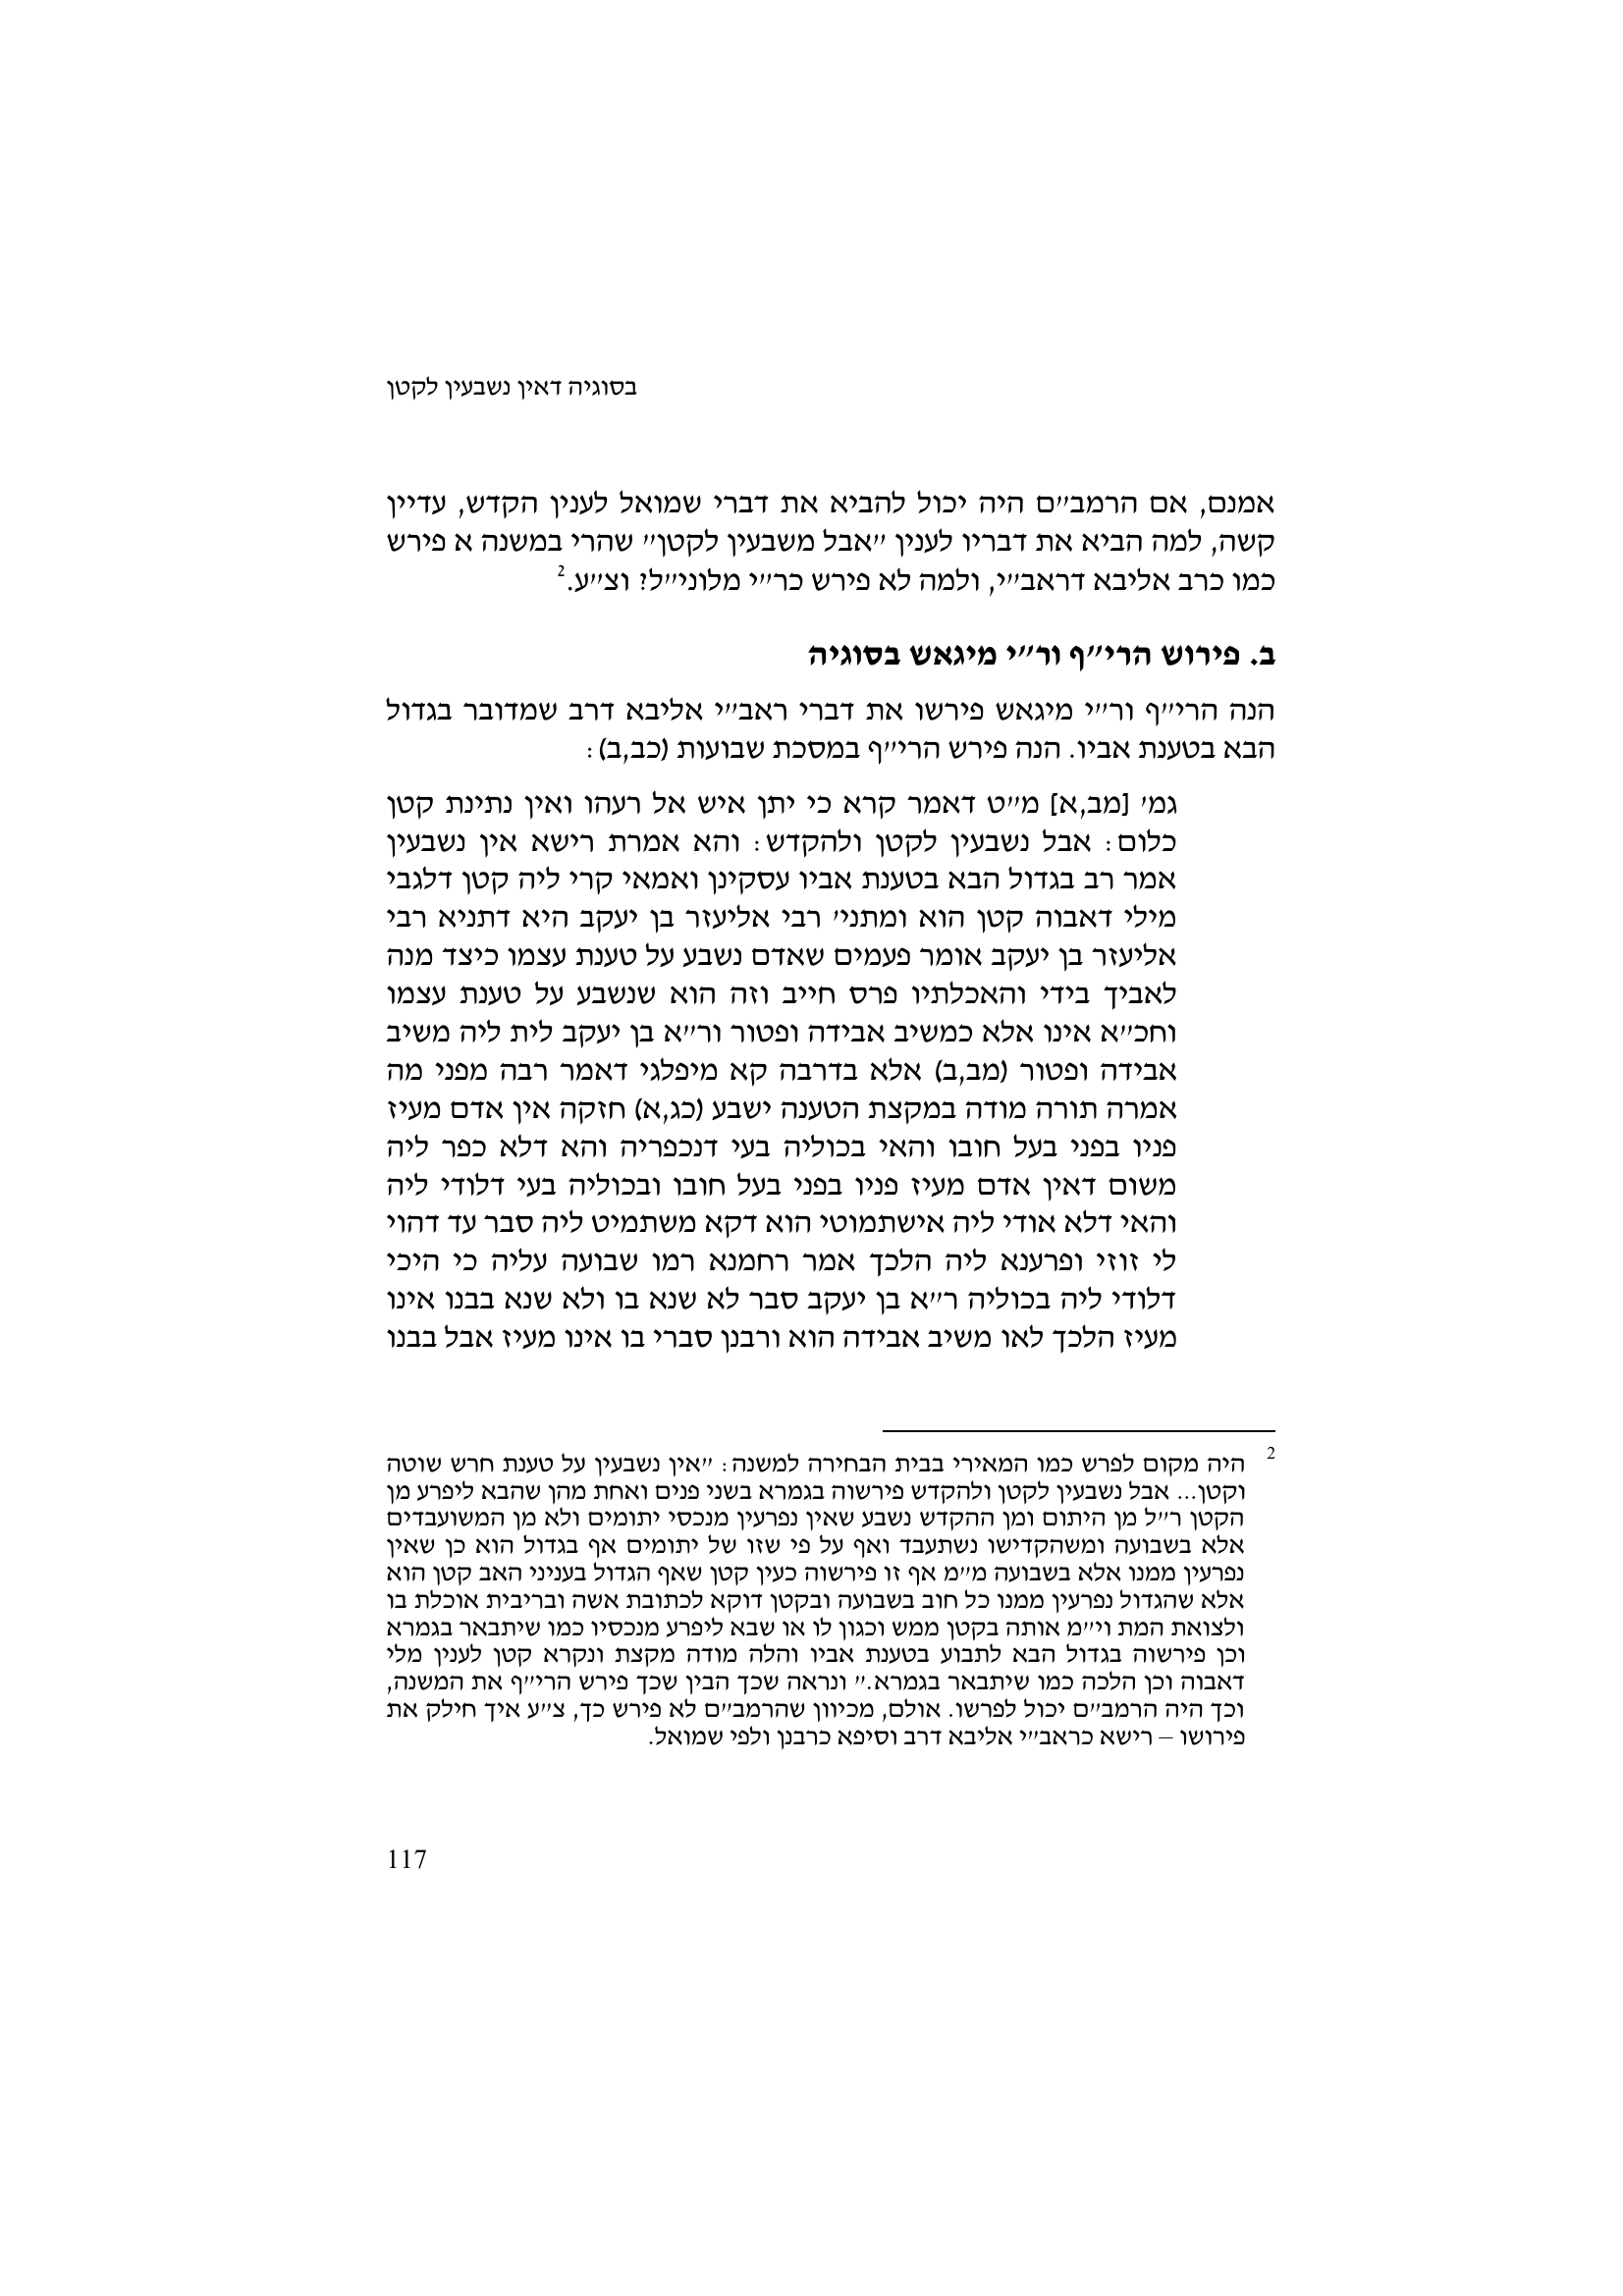 בסוגיה דאין נשבעין לקטן
אמנם, אם הרמב״ם היה יכול להביא את דברי שמואל לענין הקדש, עדיין
קשה, למה הביא את דבריו לענין ״אבל משבעין לקטן״ שהרי במשנה א פירש
כמו כרב אליבא דראב״י, ולמה לא פירש כר״י מלוני״ל? וצ״ע.2
ב. פירוש הרי״ף ור״י מיגאש בסוגיה
הנה הרי״ף ור״י מיגאש פירשו את דברי ראב״י אליבא דרב שמדובר בגדול
הבא בטענת אביו. הנה פירש הרי״ף במסכת שבועות (כב,ב):
גמ׳ [מב,א] מ״ט דאמר קרא כי יתן איש אל רעהו ואין נתינת קטן
כלום: אבל נשבעין לקטן ולהקדש: והא אמרת רישא אין נשבעין
אמר רב בגדול הבא בטענת אביו עסקינן ואמאי קרי ליה קטן דלגבי
מילי דאבוה קטן הוא ומתני׳ רבי אליעזר בן יעקב היא דתניא רבי
אליעזר בן יעקב אומר פעמים שאדם נשבע על טענת עצמו כיצד מנה
לאביך בידי והאכלתיו פרס חייב וזה הוא שנשבע על טענת עצמו
וחכ״א אינו אלא כמשיב אבידה ופטור ור״א בן יעקב לית ליה משיב
אבידה ופטור (מב,ב) אלא בדרבה קא מיפלגי דאמר רבה מפני מה
אמרה תורה מודה במקצת הטענה ישבע (כג,א) חזקה אין אדם מעיז
פניו בפני בעל חובו והאי בכוליה בעי דנכפריה והא דלא כפר ליה
משום דאין אדם מעיז פניו בפני בעל חובו ובכוליה בעי דלודי ליה
והאי דלא אודי ליה אישתמוטי הוא דקא משתמיט ליה סבר עד דהוי
לי זוזי ופרענא ליה הלכך אמר רחמנא רמו שבועה עליה כי היכי
דלודי ליה בכוליה ר״א בן יעקב סבר לא שנא בו ולא שנא בבנו אינו
מעיז הלכך לאו משיב אבידה הוא ורבנן סברי בו אינו מעיז אבל בבנו
2 היה מקום לפרש כמו המאירי בבית הבחירה למשנה: ״אין נשבעין על טענת חרש שוטה
וקטן... אבל נשבעין לקטן ולהקדש פירשוה בגמרא בשני פנים ואחת מהן שהבא ליפרע מן
הקטן ר״ל מן היתום ומן ההקדש נשבע שאין נפרעין מנכסי יתומים ולא מן המשועבדים
אלא בשבועה ומשהקדישו נשתעבד ואף על פי שזו של יתומים אף בגדול הוא כן שאין
נפרעין ממנו אלא בשבועה מ״מ אף זו פירשוה כעין קטן שאף הגדול בעניני האב קטן הוא
אלא שהגדול נפרעין ממנו כל חוב בשבועה ובקטן דוקא לכתובת אשה ובריבית אוכלת בו
ולצואת המת וי״מ אותה בקטן ממש וכגון לו או שבא ליפרע מנכסיו כמו שיתבאר בגמרא
וכן פירשוה בגדול הבא לתבוע בטענת אביו והלה מודה מקצת ונקרא קטן לענין מלי
דאבוה וכן הלכה כמו שיתבאר בגמרא.״ ונראה שכך הבין שכך פירש הרי״ף את המשנה,
וכך היה הרמב״ם יכול לפרשו. אולם, מכיוון שהרמב״ם לא פירש כך, צ״ע איך חילק את
פירושו – רישא כראב״י אליבא דרב וסיפא כרבנן ולפי שמואל.
117